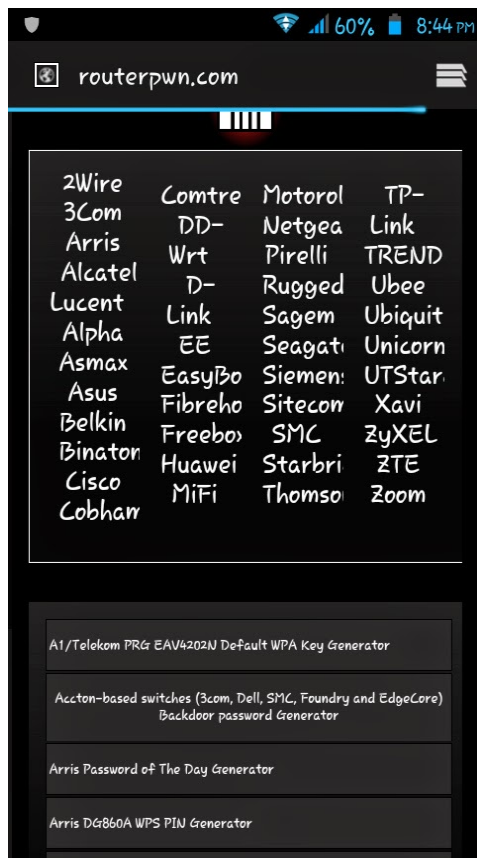 60% 8:44 PM
routerpwn.com
2Wire
3Com
Arris
Alcatel
Lucent
Alpha
Asmax
Asus
Belkin
Binaton
Cisco
Cobham
Comtre
DD-
Wrt
D-
Link
EE
EasyBo
Fibreho
Freebox
Huawei
MiFi
Motorol
Netgea
Pirelli
Rugged
Sagem
Seagat
Siemens
Sitecom
SMC
Starbri
Thomso
TP-
Link
TREND
Ubee
Ubiquit
Unicorn
UTStar
Xavi
ZyXEL
ZTE
Zoom
A1/Telekom PRG EAV4202N Default WPA Key Generator
Accton-based switches (3com, Dell, SMC, Foundry and EdgeCore)
Backdoor password Generator
Arris Password of The Day Generator
Arris DG860A WPS PIN Generator